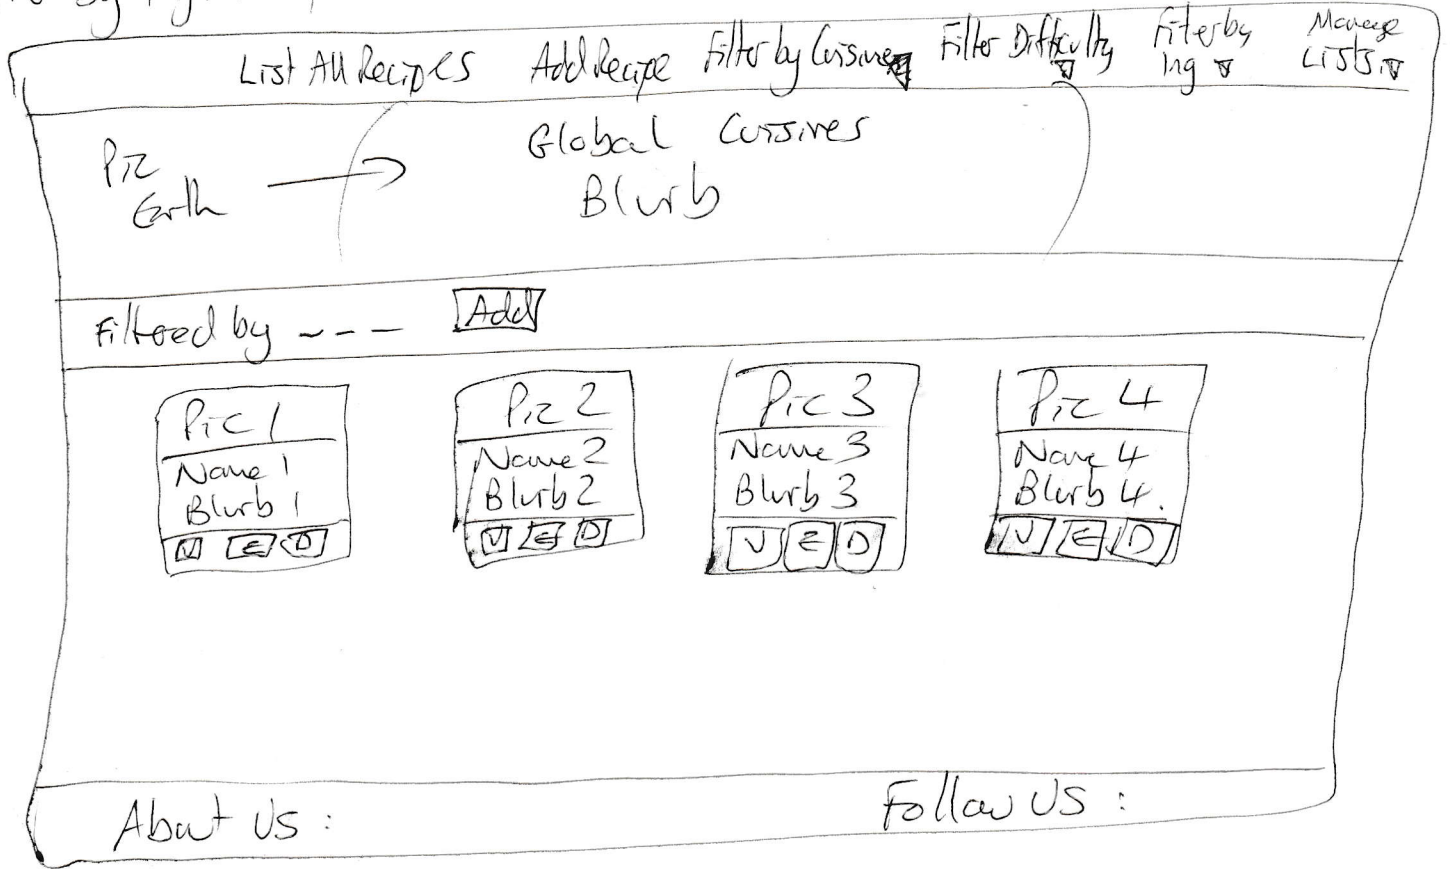 List All Recipes Add Recipe Filter by Cuisine Filter Difficulty Filter by Ing Manage Lists
Pic Earth
Global Cuisines
Blurb
Filtered by - - - Add
Pic 1 Pic 2 Pic 3 Pic 4
Name 1 Name 2 Name 3 Name 4
Blurb 1 Blurb 2 Blurb 3 Blurb 4.
V E D V E D V E D V E D
About Us : Follow US :